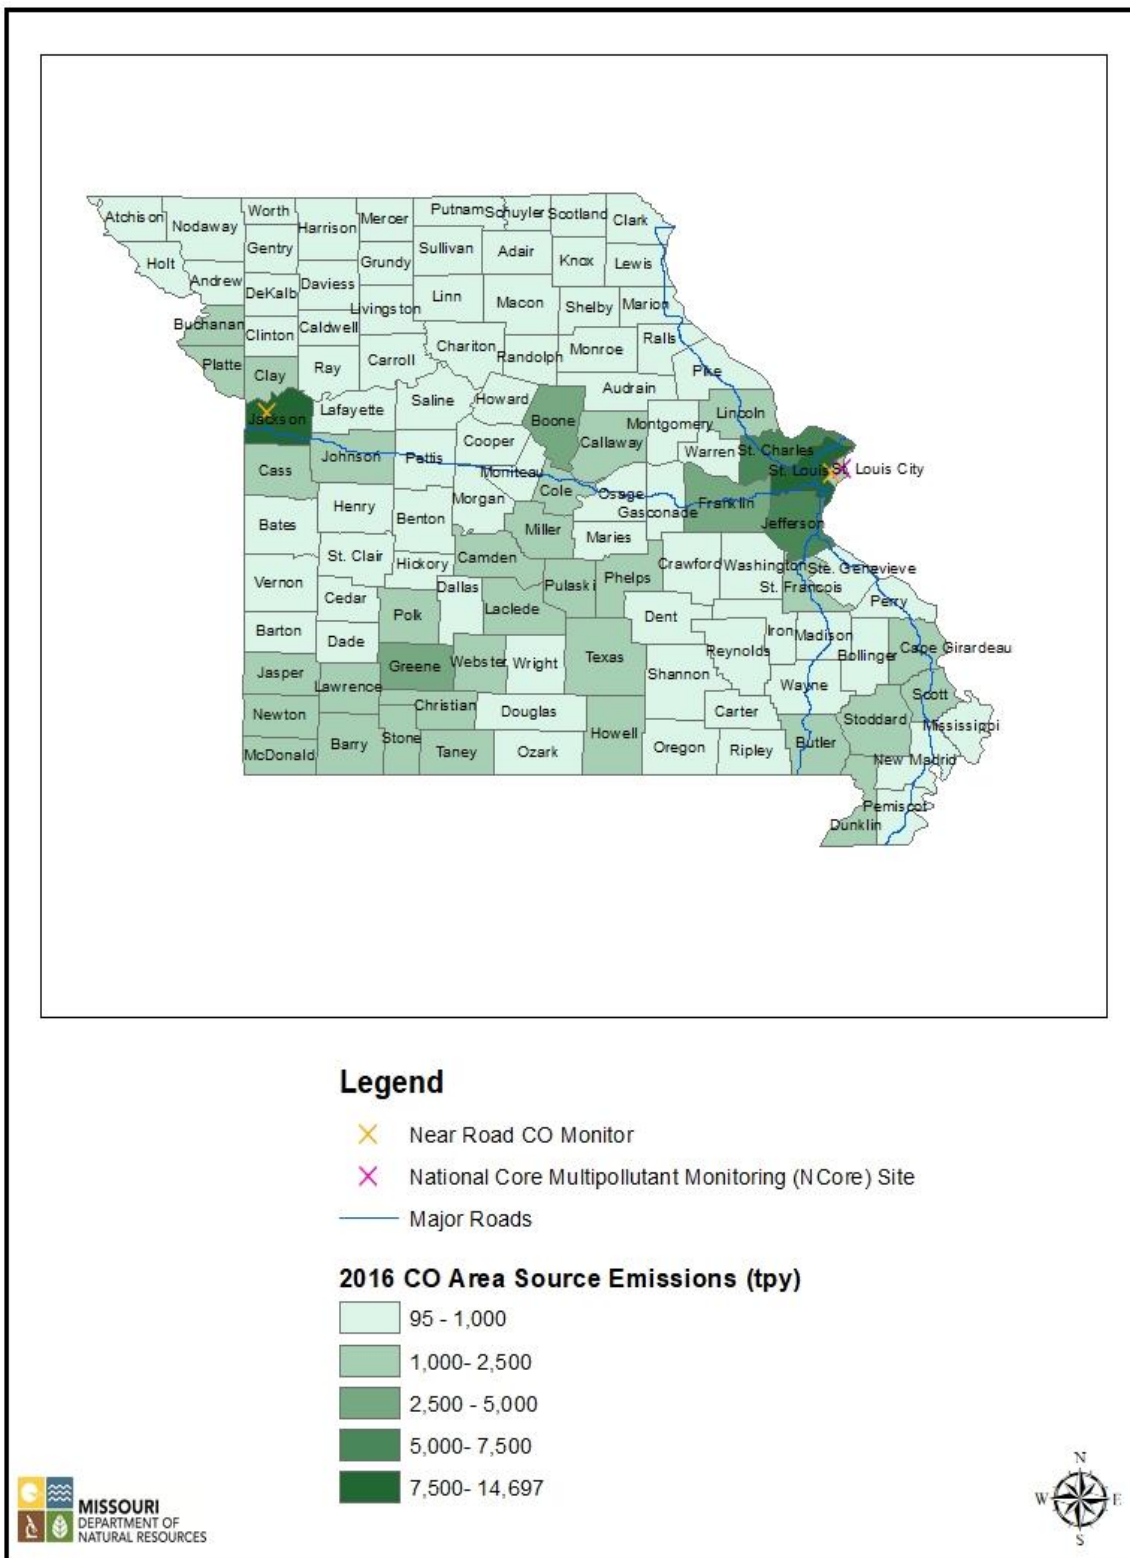 Atchison
Nodaway
Worth
Harrison
Mercer
Putnam
Schuyler
Scotland
Clark
Gentry
Sullivan
Adair
Knox
Lewis
Holt
Andrew
DeKalb
Daviess
Grundy
Livingston
Linn
Macon
Shelby
Marion
Buchanan
Clinton
Caldwell
Chariton
Randolph
Monroe
Ralls
Platte
Clay
Ray
Carroll
Pike
Audrain
Jackson
Lafayette
Saline
Howard
Boone
Callaway
Montgomery
Lincoln
Cooper
Warren
St. Charles
Cass
Johnson
Pettis
Moniteau
Cole
Osage
Gasconade
Franklin
St. Louis
St. Louis City
Bates
Henry
Benton
Morgan
Miller
Maries
Jefferson
St. Clair
Hickory
Camden
Pulaski
Phelps
Crawford
Washington
Ste. Genevieve
St. Francois
Vernon
Cedar
Dallas
Polk
Laclede
Dent
Iron
Madison
Perry
Barton
Dade
Greene
Webster
Wright
Texas
Reynolds
Bollinger
Cape Girardeau
Jasper
Lawrence
Shannon
Wayne
Scott
Newton
Christian
Douglas
Howell
Carter
Stoddard
Mississippi
McDonald
Barry
Stone
Taney
Ozark
Oregon
Ripley
Butler
New Madrid
Pemiscot
Dunklin
Legend
Near Road CO Monitor
National Core Multipollutant Monitoring (NCore) Site
Major Roads
2016 CO Area Source Emissions (tpy)
95 - 1,000
1,000- 2,500
2,500 - 5,000
5,000- 7,500
7,500- 14,697
MISSOURI
DEPARTMENT OF
NATURAL RESOURCES
N
W E
S